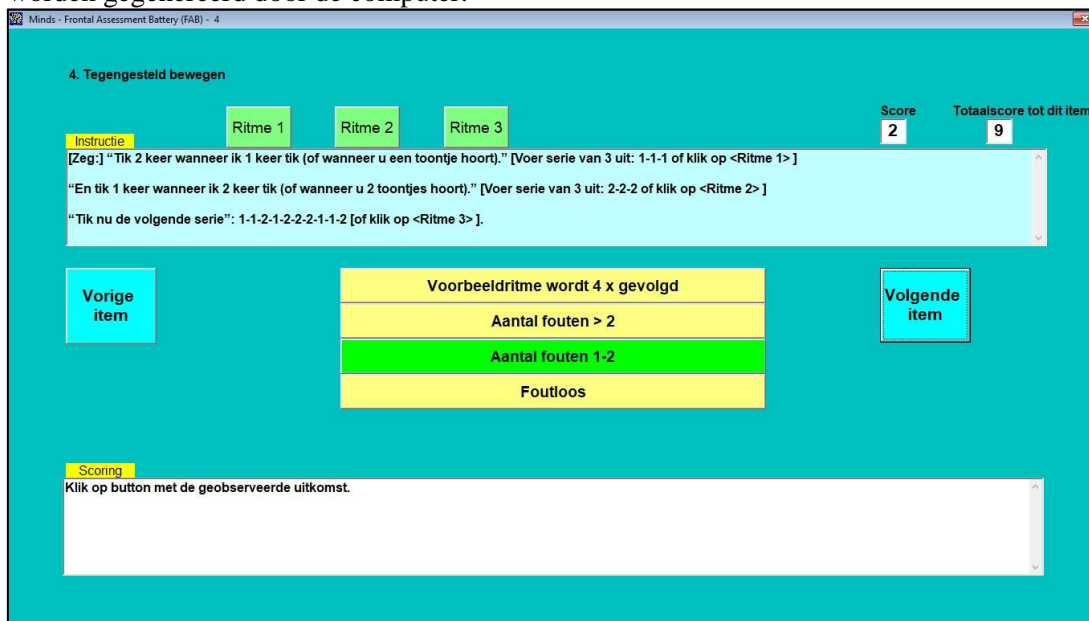 worden gegenereerd door de computer.
Minds - Frontal Assessment Battery (FAB) - 4
4. Tegengesteld bewegen
Ritme 1
Ritme 2
Ritme 3
Score
Totaalscore tot dit item
2
9
Instructie
[Zeg:] “Tik 2 keer wanneer ik 1 keer tik (of wanneer u een toontje hoort).” [Voer serie van 3 uit: 1-1-1 of klik op <Ritme 1> ]
“En tik 1 keer wanneer ik 2 keer tik (of wanneer u 2 toontjes hoort).” [Voer serie van 3 uit: 2-2-2 of klik op <Ritme 2> ]
“Tik nu de volgende serie”: 1-1-2-1-2-2-2-1-1-2 [of klik op <Ritme 3> ].
Vorige
item
Voorbeeldritme wordt 4 x gevolgd
Aantal fouten > 2
Aantal fouten 1-2
Foutloos
Volgende
item
Scoring
Klik op button met de geobserveerde uitkomst.